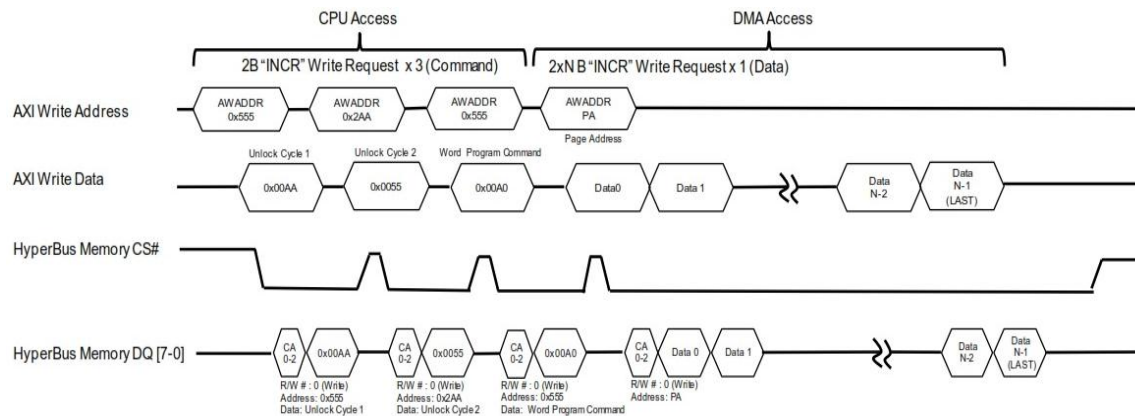 CPU Access
DMA Access
2B “INCR” Write Request x 3 (Command)
2xN B “INCR” Write Request x 1 (Data)
AXI Write Address
AWADDR
0x555
AWADDR
0x2AA
AWADDR
0x555
AWADDR
PA
Page Address
Unlock Cycle 1
Unlock Cycle 2
Word Program Command
AXI Write Data
0x00AA
0x0055
0x00A0
Data0
Data 1
Data
N-2
Data
N-1
(LAST)
HyperBus Memory CS#
HyperBus Memory DQ [7-0]
CA
0-2
0x00AA
CA
0-2
0x0055
CA
0-2
0x00A0
CA
0-2
Data 0
Data 1
Data
N-2
Data
N-1
(LAST)
R/W # : 0 (Write)
Address: 0x555
Data: Unlock Cycle 1
R/W # : 0 (Write)
Address: 0x2AA
Data: Unlock Cycle 2
R/W # : 0 (Write)
Address: 0x555
Data: Word Program Command
R/W # : 0 (Write)
Address: PA